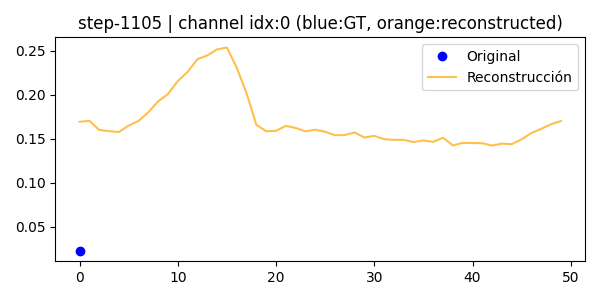 step-1105 | channel idx:0 (blue:GT, orange:reconstructed)
0.25
0.20
0.15
0.10
0.05
Original
Reconstrucción
0 10 20 30 40 50